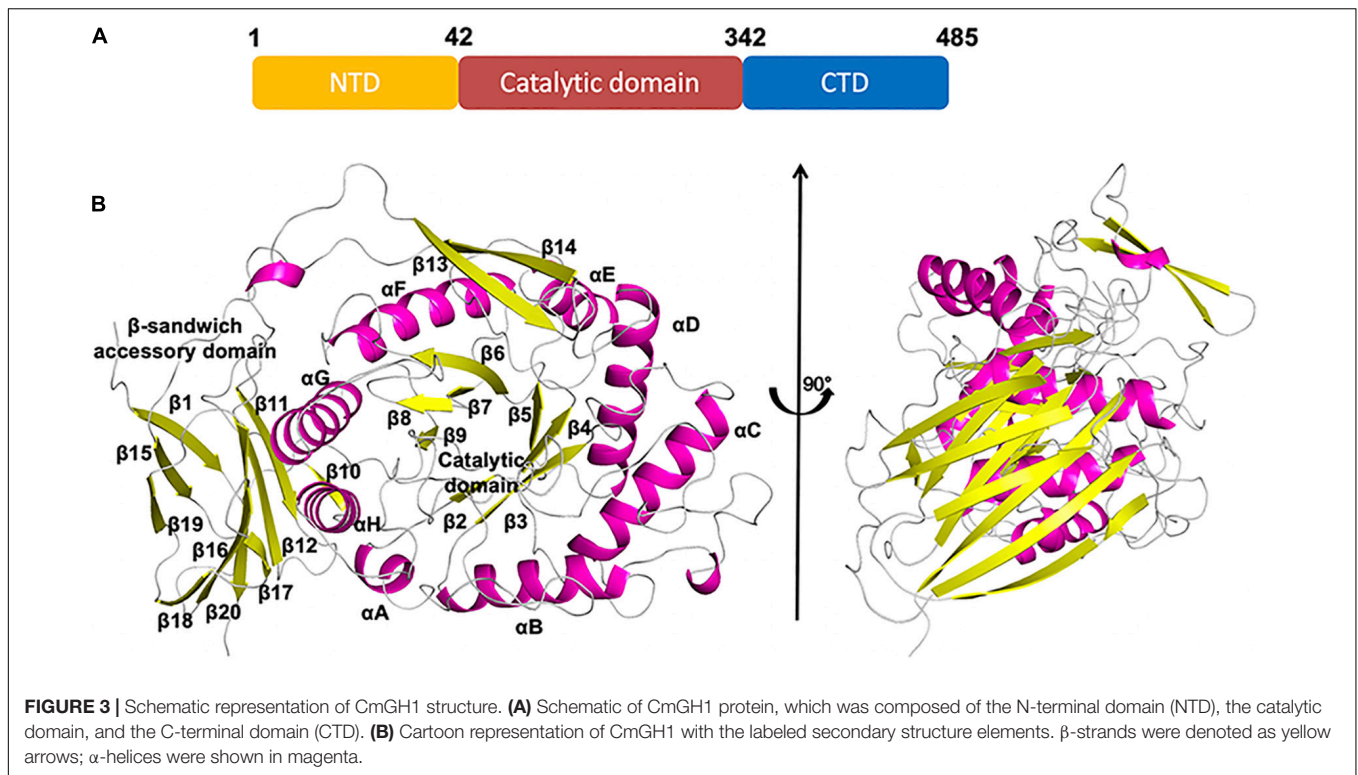 A
1 42 342 485
NTD Catalytic domain CTD
B
β14
β13
αE
αF
αD
β-sandwich
accessory domain
β6
αG
β1 β11
β7
β8 β5
αC
β4
β15 β9
Catalytic
β10
domain
β19
αH β2 β3
β16 β12
β17
αA
β18 β20
αB
90°
FIGURE 3 | Schematic representation of CmGH1 structure. (A) Schematic of CmGH1 protein, which was composed of the N-terminal domain (NTD), the catalytic
domain, and the C-terminal domain (CTD). (B) Cartoon representation of CmGH1 with the labeled secondary structure elements. β-strands were denoted as yellow
arrows; α-helices were shown in magenta.